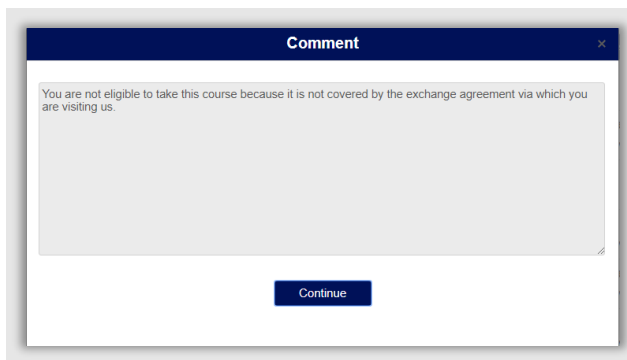 Comment
×
You are not eligible to take this course because it is not covered by the exchange agreement via which you
are visiting us.
Continue